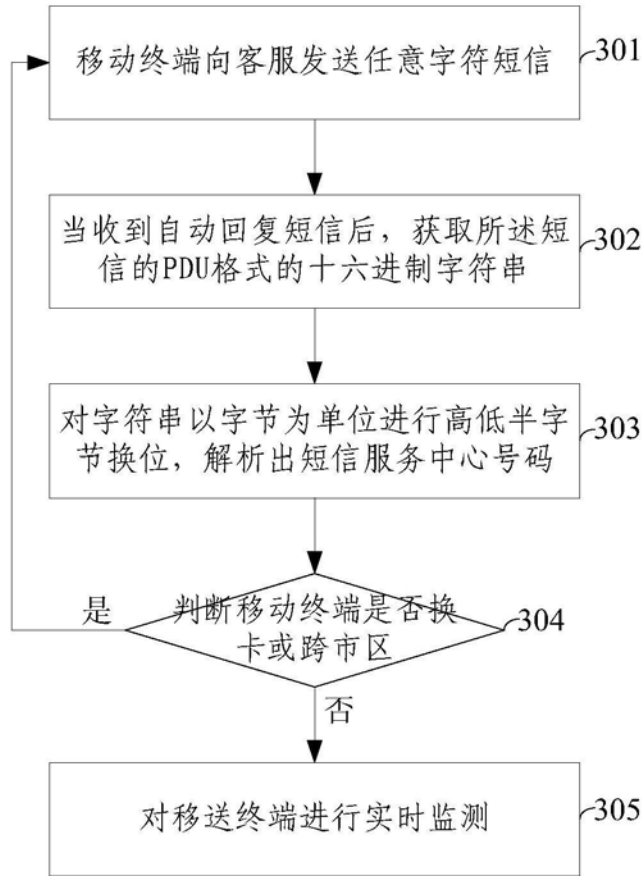 移动终端向客服发送任意字符短信
301
当收到自动回复短信后，获取所述短
信的PDU格式的十六进制字符串
302
对字符串以字节为单位进行高低半字
节换位，解析出短信服务中心号码
303
判断移动终端是否换
卡或跨市区
304
是
否
对移送终端进行实时监测
305